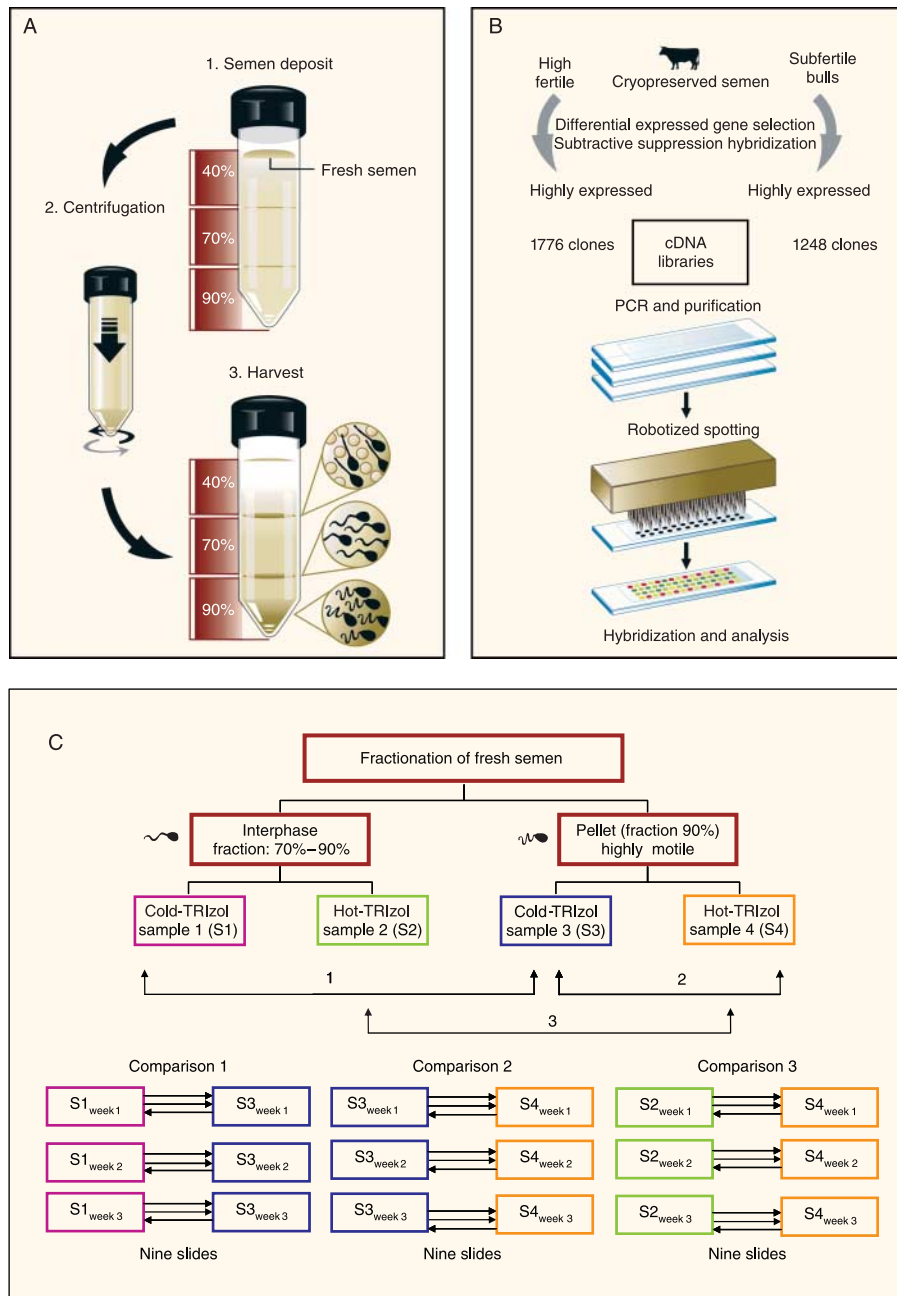 A
1. Semen deposit
40%
Fresh semen
2. Centrifugation
70%
90%
3. Harvest
40%
70%
90%
B
High
fertile
Cryopreserved semen
Subfertile
bulls
Differential expressed gene selection
Subtractive suppression hybridization
Highly expressed
Highly expressed
1776 clones
cDNA
libraries
1248 clones
PCR and purification
Robotized spotting
Hybridization and analysis
C
Fractionation of fresh semen
Interphase
fraction: 70%–90%
Pellet (fraction 90%)
highly motile
Cold-TRIzol
sample 1 (S1)
Hot-TRIzol
sample 2 (S2)
Cold-TRIzol
sample 3 (S3)
Hot-TRIzol
sample 4 (S4)
1
2
3
Comparison 1
Comparison 2
Comparison 3
S1week 1
S3week 1
S3week 1
S4week 1
S2week 1
S4week 1
S1week 2
S3week 2
S3week 2
S4week 2
S2week 2
S4week 2
S1week 3
S3week 3
S3week 3
S4week 3
S2week 3
S4week 3
Nine slides
Nine slides
Nine slides